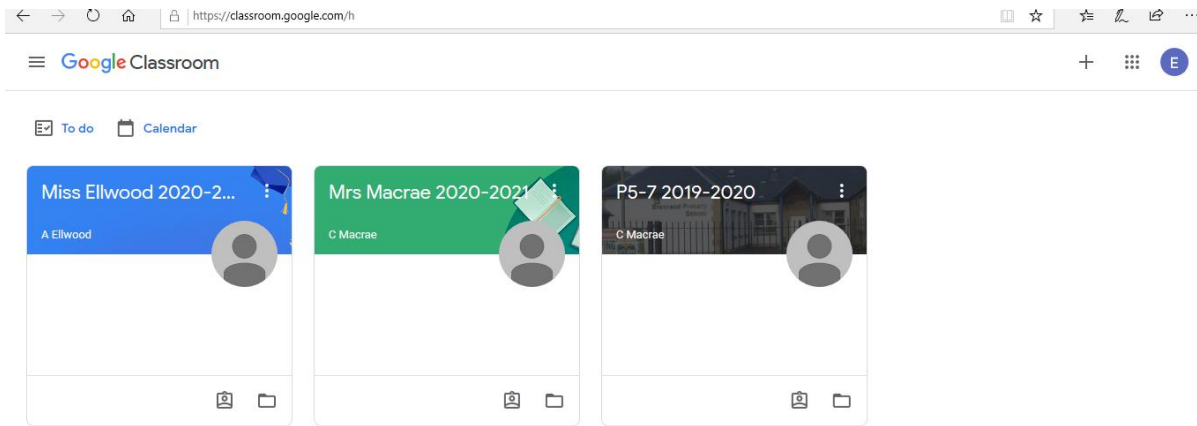 https://classroom.google.com/h
Google Classroom
E
To do Calendar
Miss Ellwood 2020-2...
A Ellwood
Mrs Macrae 2020-2021
C Macrae
P5-7 2019-2020
C Macrae